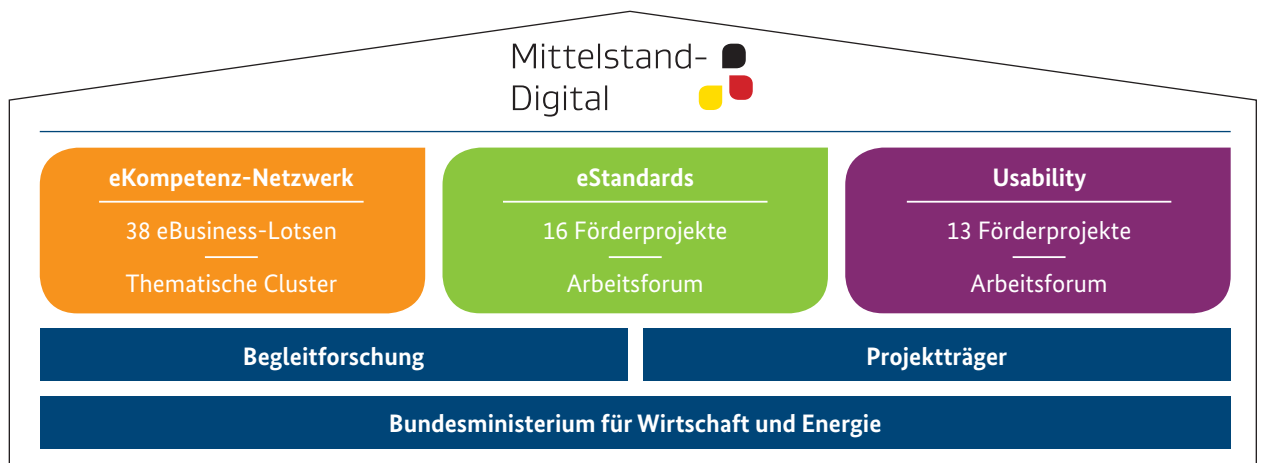 Mittelstand-
Digital
eKompetenz-Netzwerk
38 eBusiness-Lotsen
Thematische Cluster
eStandards
16 Förderprojekte
Arbeitsforum
Usability
13 Förderprojekte
Arbeitsforum
Begleitforschung
Projektträger
Bundesministerium für Wirtschaft und Energie